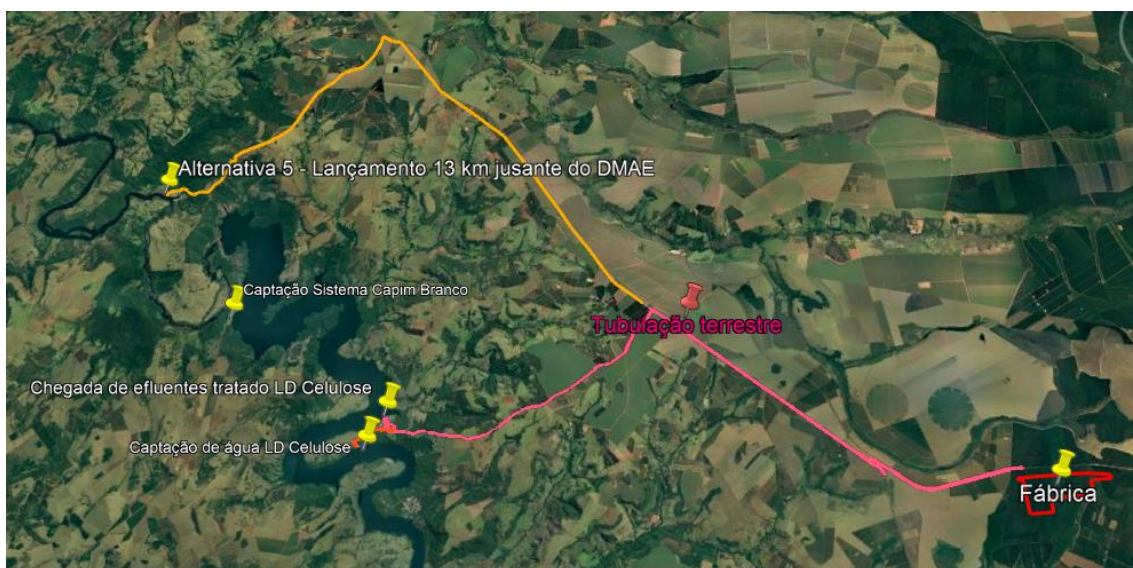 Alternativa 5 - Lançamento 13 km jusante do DMAE
Captação Sistema Capim Branco
Tubulação terrestre
Chegada de efluentes tratado LD Celulose
Captação de água LD Celulose
Fábrica